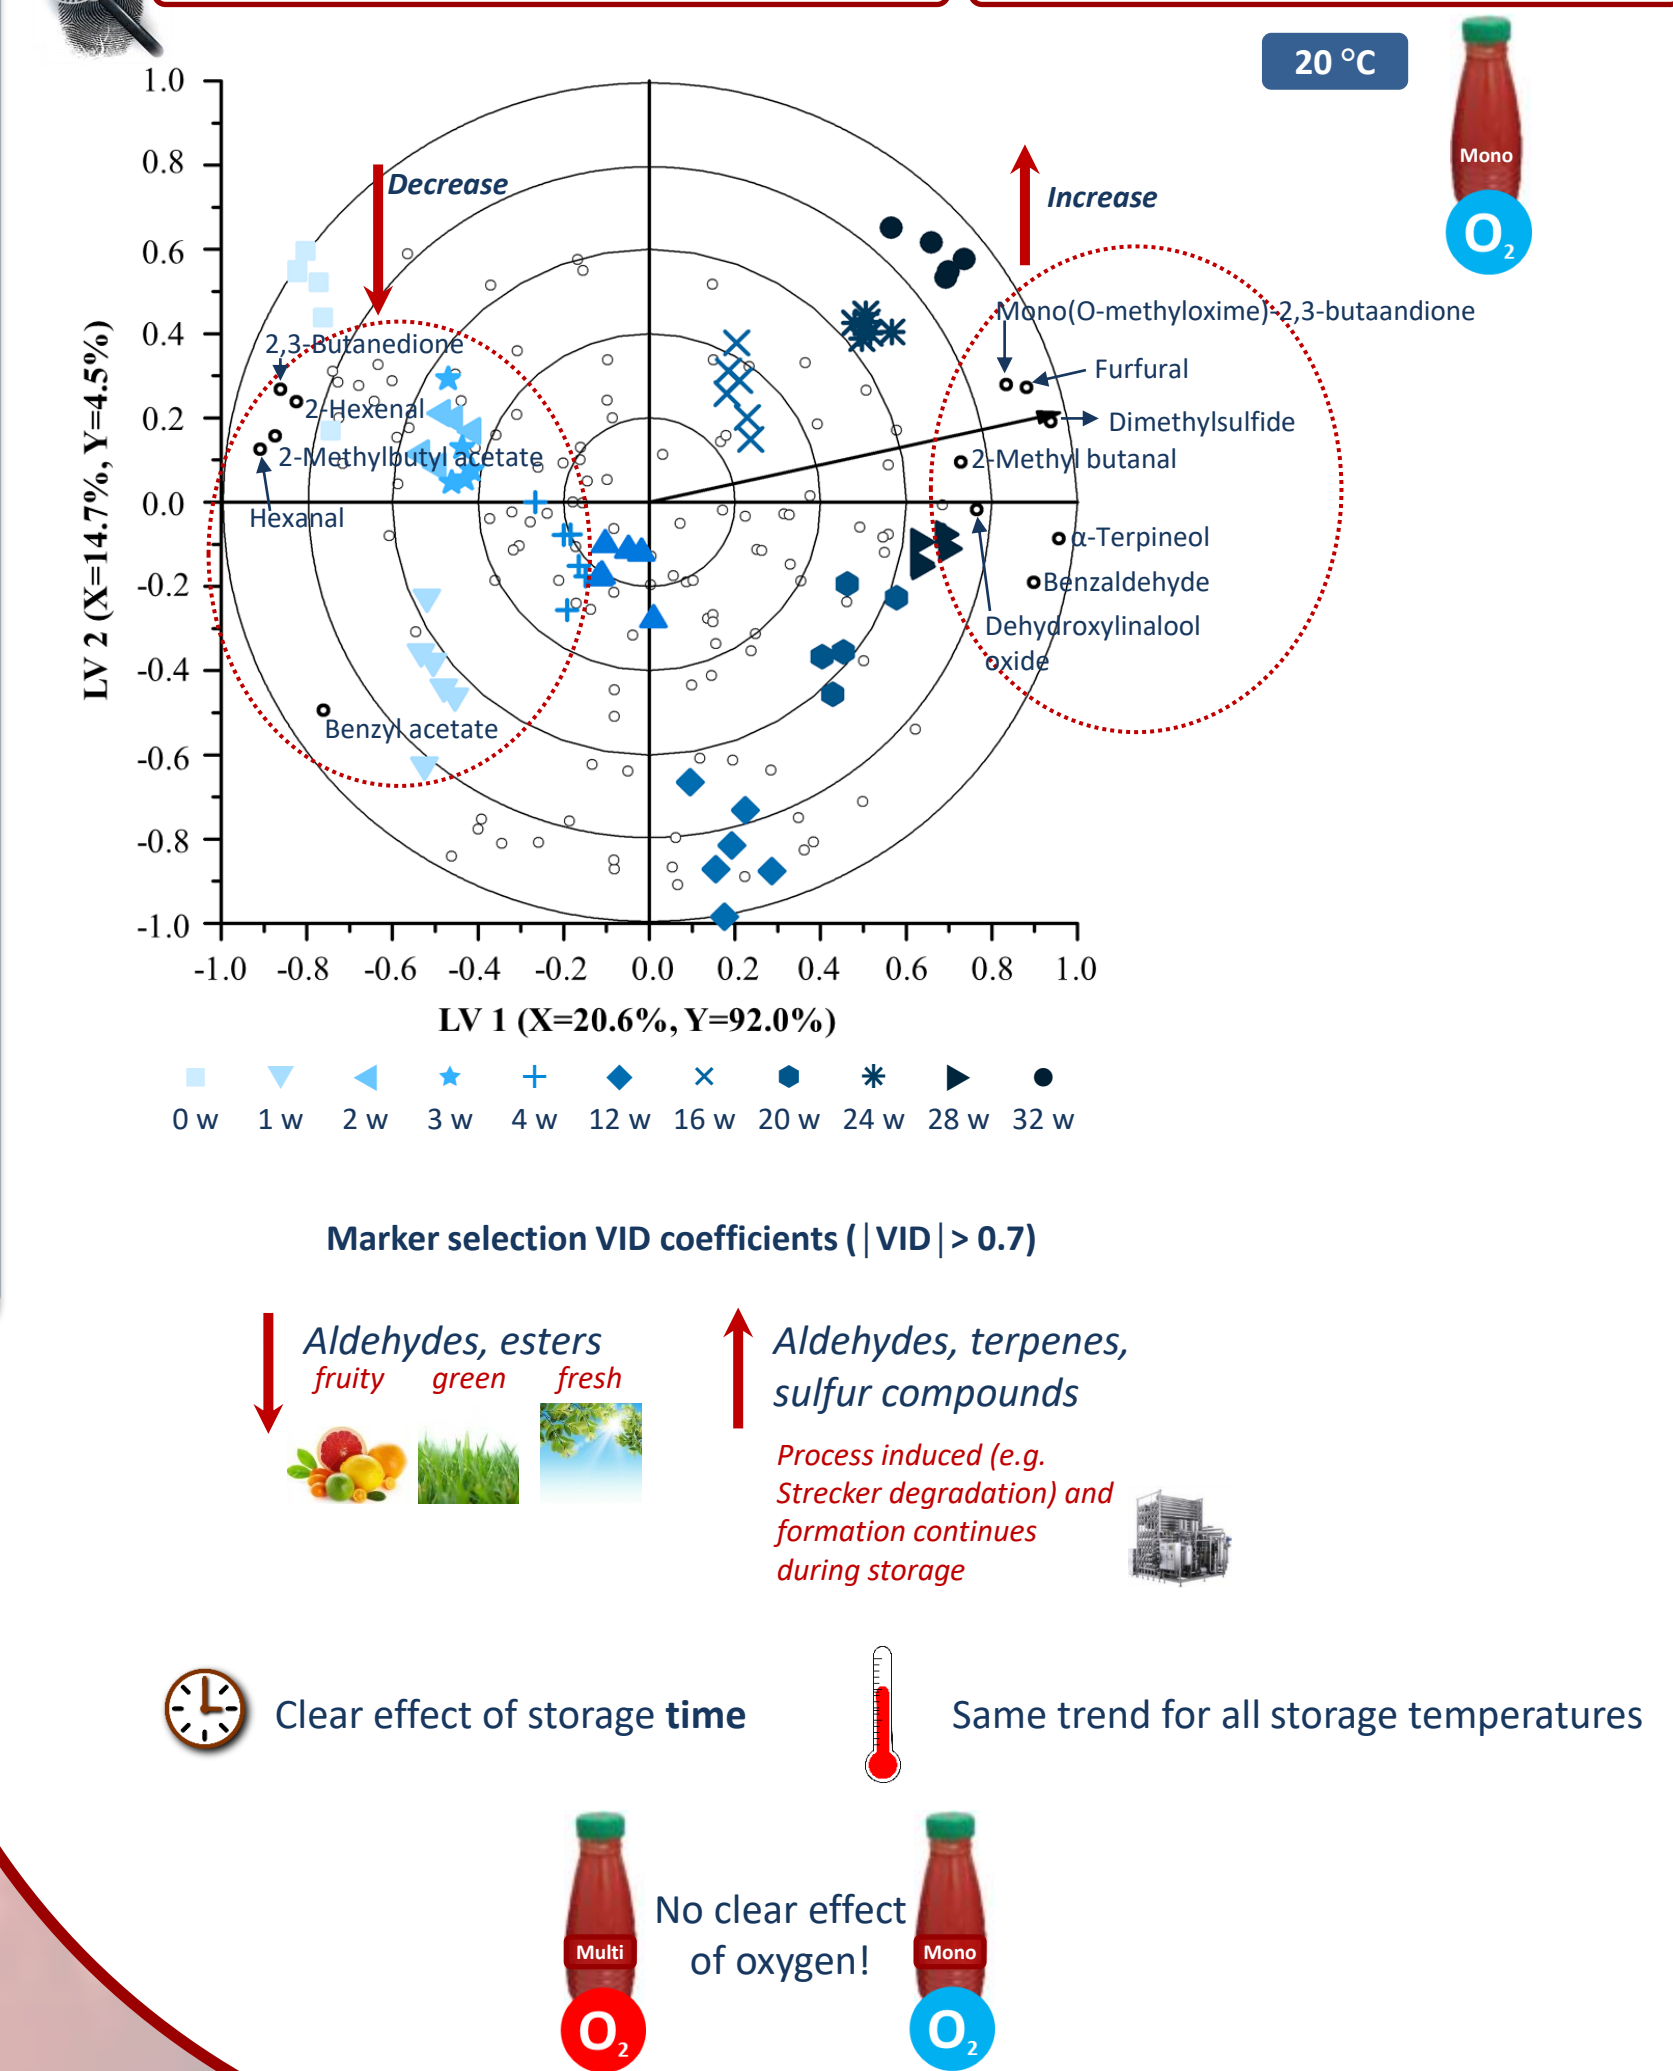 20 °C
Mono
O2
Decrease
Increase
LV 2 (X=14.7%, Y=4.5%)
1.0
0.8
0.6
0.4
0.2
0.0
-0.2
-0.4
-0.6
-0.8
-1.0
Mono(O-methyloxime)-2,3-butaandione
2,3-Butanedione
Furfural
2-Hexenal
Dimethylsulfide
2-Methylbutyl acetate
2-Methyl butanal
Hexanal
α-Terpineol
Benzaldehyde
Dehydroxylinalool
oxide
Benzyl acetate
-1.0 -0.8 -0.6 -0.4 -0.2 0.0 0.2 0.4 0.6 0.8 1.0
LV 1 (X=20.6%, Y=92.0%)
0 w 1 w 2 w 3 w 4 w 12 w 16 w 20 w 24 w 28 w 32 w
Marker selection VID coefficients (|VID|> 0.7)
Aldehydes, esters
fruity green fresh
Aldehydes, terpenes,
sulfur compounds
Process induced (e.g.
Strecker degradation) and
formation continues
during storage
Clear effect of storage time
Same trend for all storage temperatures
No clear effect
of oxygen!
Multi
O2
Mono
O2